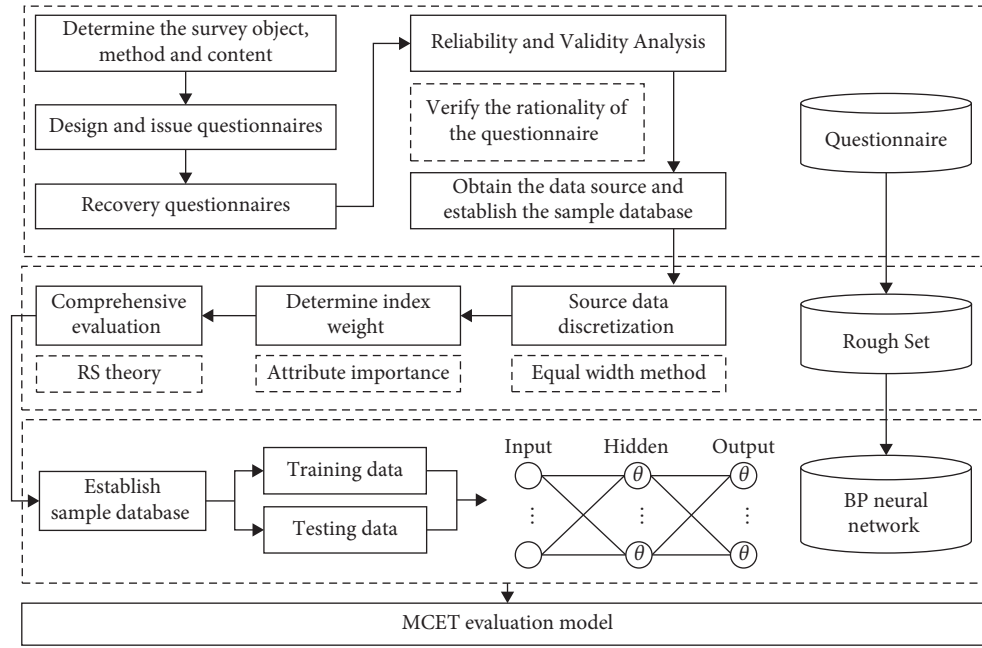 Determine the survey object,
method and content
Design and issue questionnaires
Recovery questionnaires
Reliability and Validity Analysis
Verify the rationality of
the questionnaire
Obtain the data source and
establish the sample database
Questionnaire
Comprehensive
evaluation
RS theory
Determine index
weight
Attribute importance
Source data
discretization
Equal width method
Rough Set
Establish
sample database
Training data
Testing data
Input
Hidden
Output
θ
θ
θ
θ
BP neural
network
MCET evaluation model